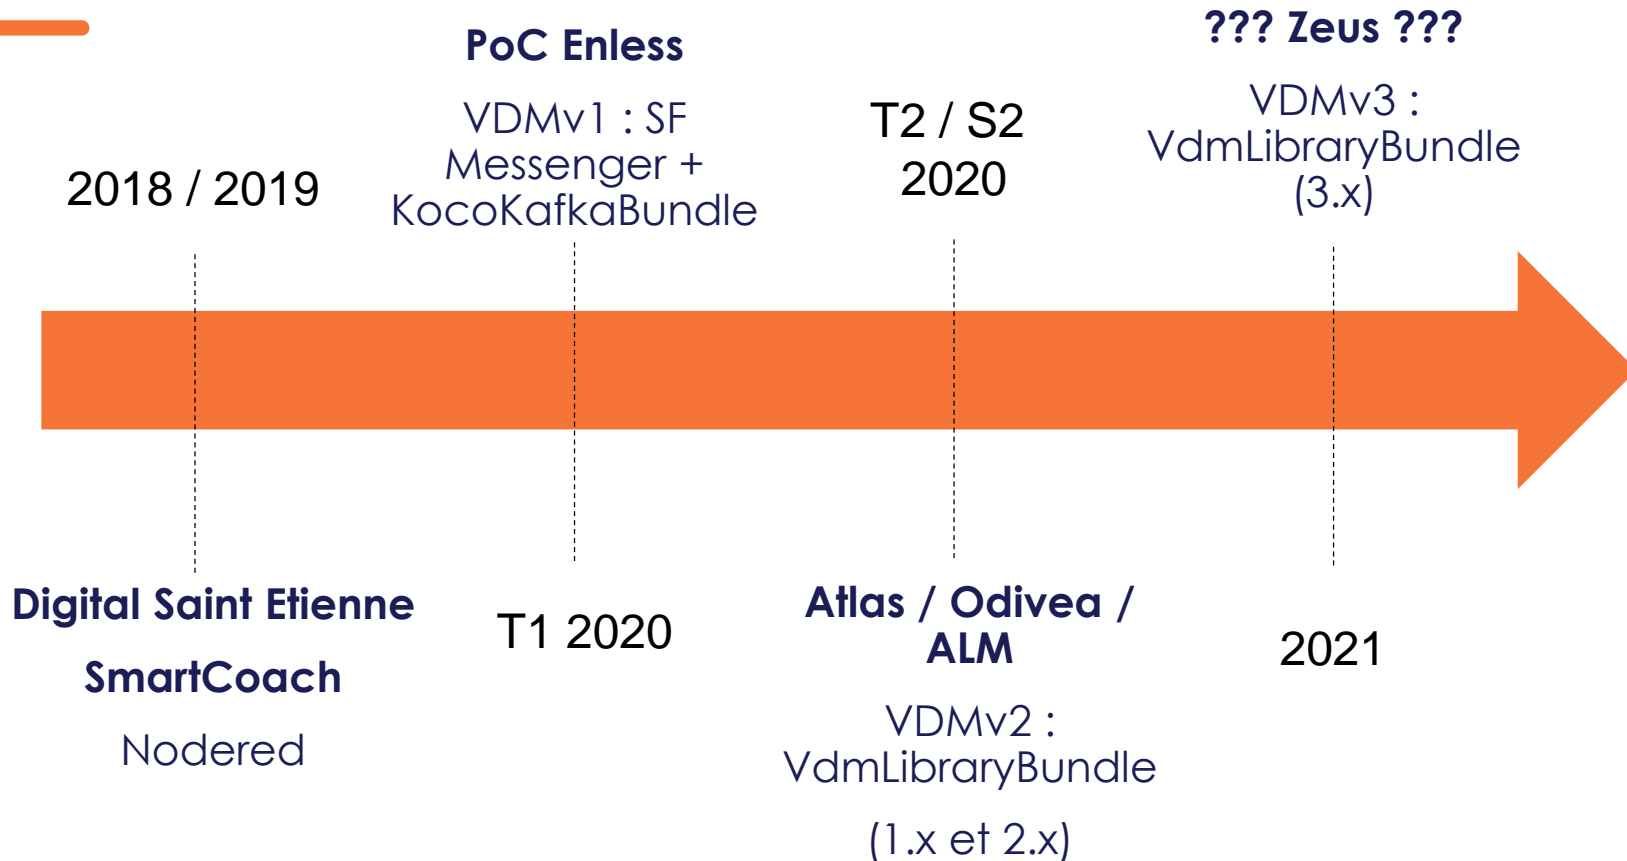 2018 / 2019
Digital Saint Etienne
SmartCoach
Nodered
PoC Enless
VDMv1 : SF
Messenger +
KocoKafkaBundle
T1 2020
T2 / S2
2020
Atlas / Odivea /
ALM
VDMv2 :
VdmLibraryBundle
(1.x et 2.x)
??? Zeus ???
VDMv3 :
VdmLibraryBundle
(3.x)
2021